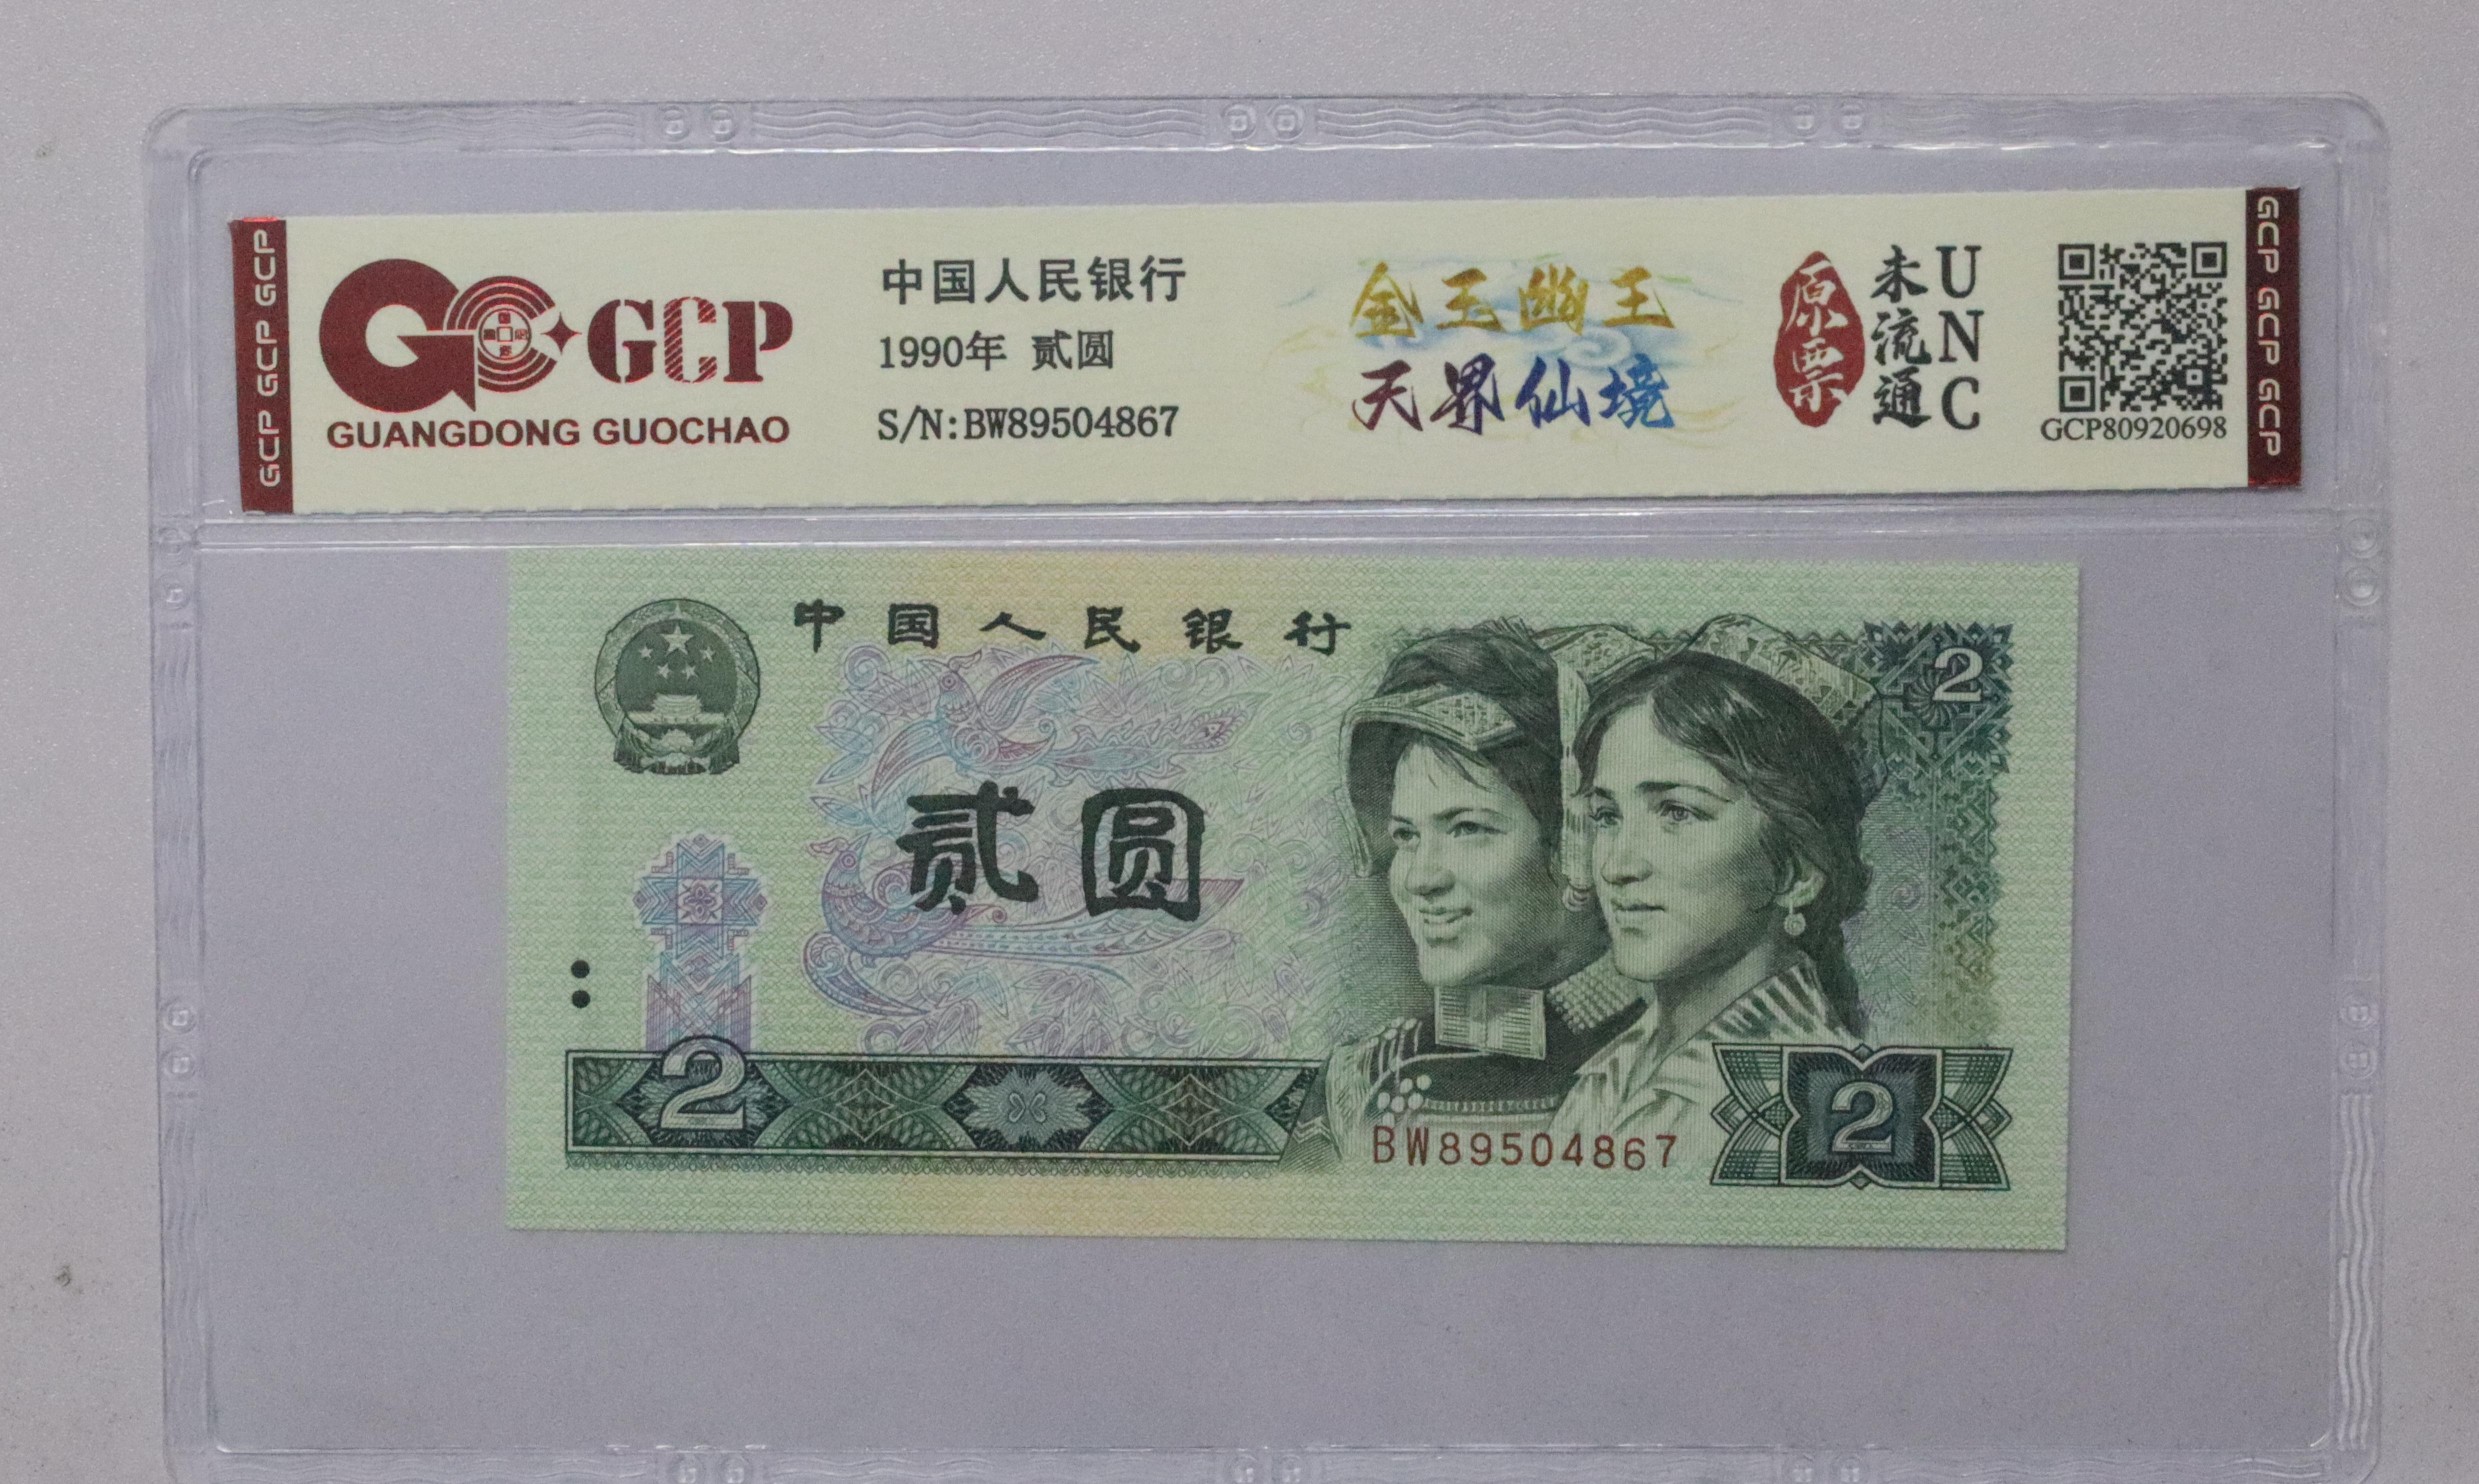 GCP GCP GCP
GCP
GUANGDONG GUOCHAO
中国人民银行
1990年 贰圆
S/N:BW89504867
金玉幽王
天界仙境
原票
未流通
UNC
GCP80920698
GCP GCP GCP
中国人民银行
2
贰圆
2
BW89504867
2